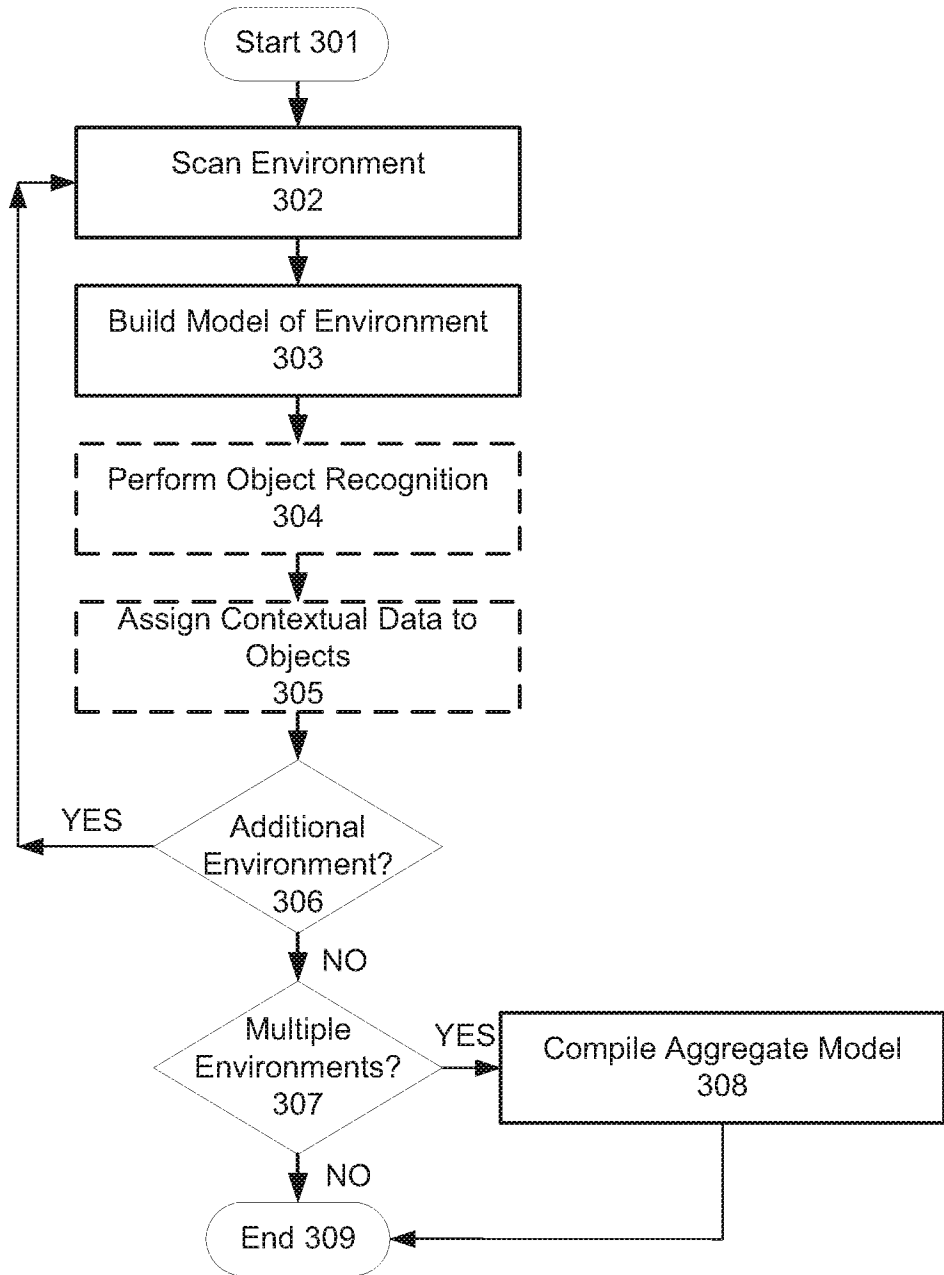 Start 301
Scan Environment
302
Build Model of Environment
303
Perform Object Recognition
304
Assign Contextual Data to
Objects
305
YES
Additional
Environment?
306
NO
Multiple
Environments?
307
YES
Compile Aggregate Model
308
NO
End 309